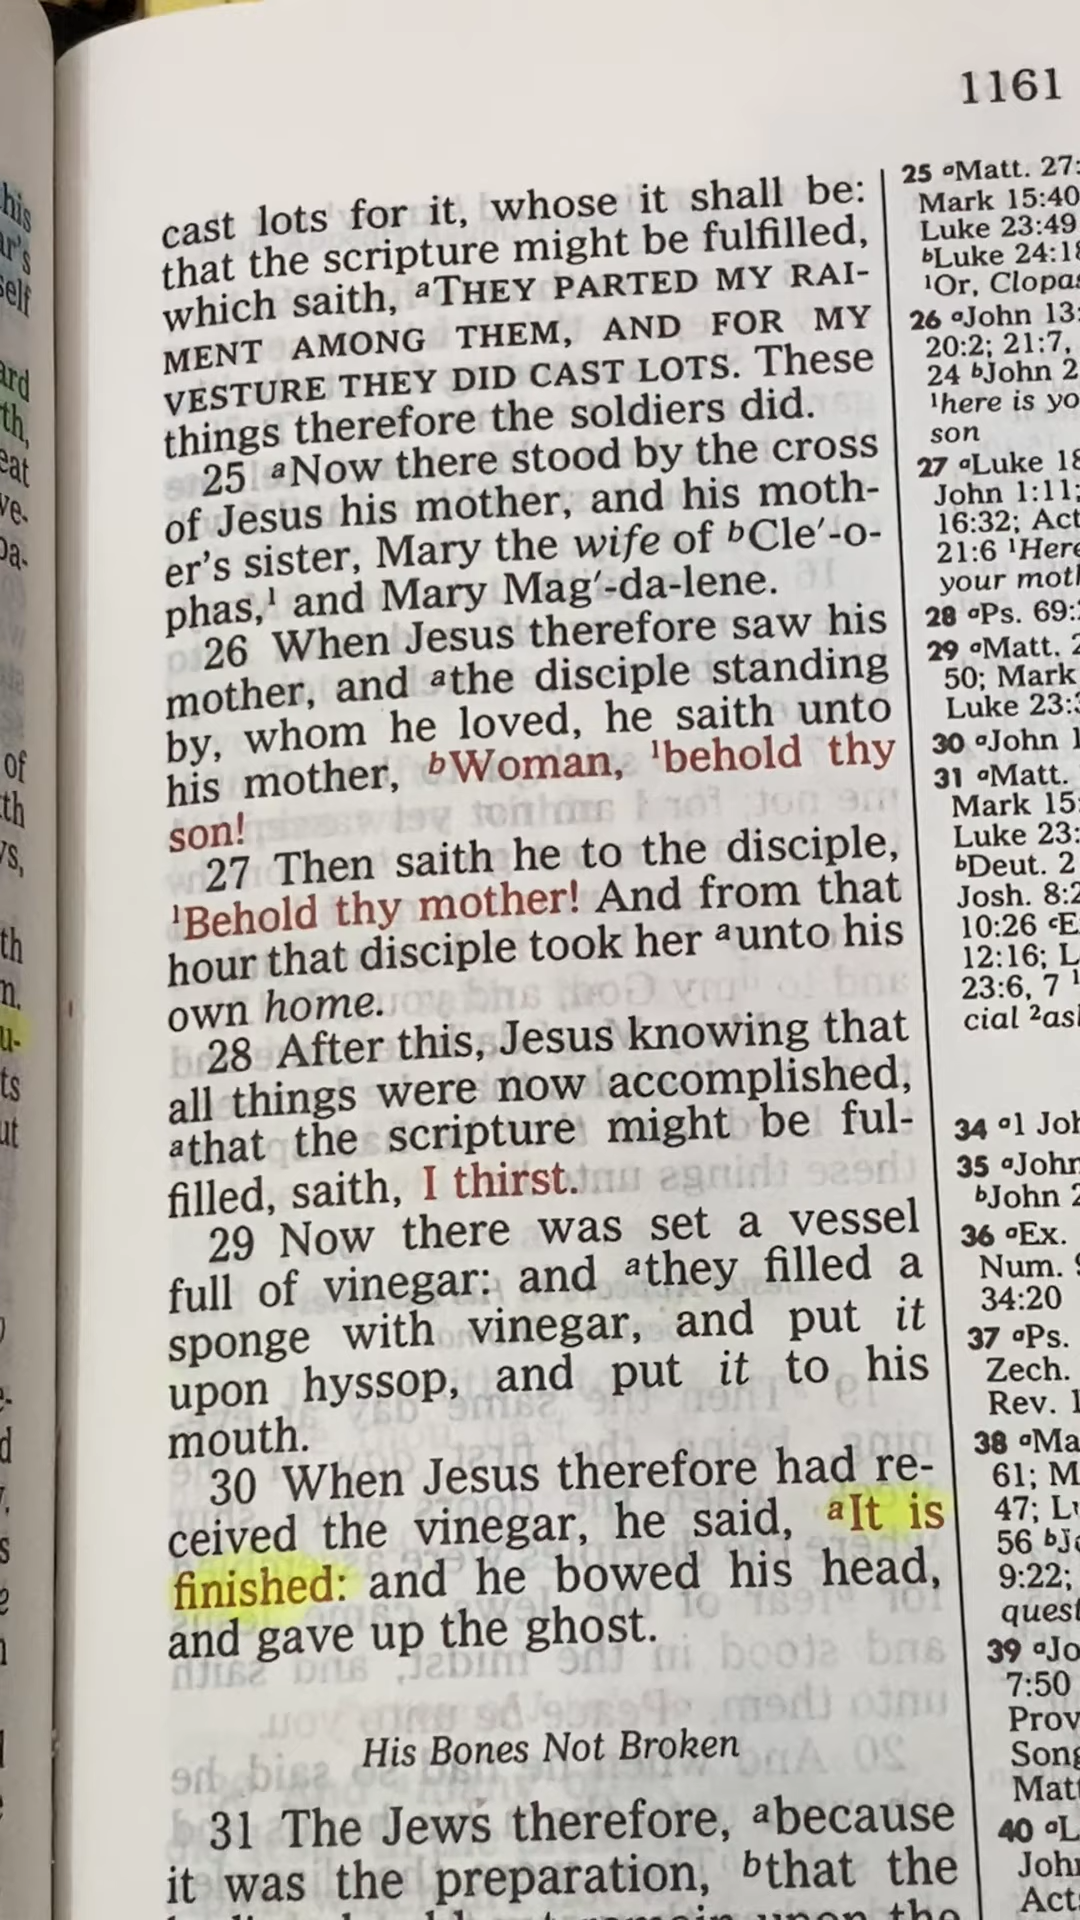 1161
cast lots for it, whose it shall be:
that the scripture might be fulfilled,
which saith, aTHEY PARTED MY RAI-
MENT AMONG THEM, AND FOR MY
VESTURE THEY DID CAST LOTS. These
things therefore the soldiers did.
25 aNow there stood by the cross
of Jesus his mother, and his moth-
er's sister, Mary the wife of bCle′-o-
phas,1 and Mary Mag′-da-lene.
26 When Jesus therefore saw his
mother, and athe disciple standing
by, whom he loved, he saith unto
his mother, bWoman, 1behold thy
son!
27 Then saith he to the disciple,
1Behold thy mother! And from that
hour that disciple took her aunto his
own home.
28 After this, Jesus knowing that
all things were now accomplished,
athat the scripture might be ful-
filled, saith, I thirst.
29 Now there was set a vessel
full of vinegar: and athey filled a
sponge with vinegar, and put it
upon hyssop, and put it to his
mouth.
30 When Jesus therefore had re-
ceived the vinegar, he said, aIt is
finished: and he bowed his head,
and gave up the ghost.
His Bones Not Broken
31 The Jews therefore, abecause
it was the preparation, bthat the
25 aMatt. 27:
Mark 15:40
Luke 23:49
bLuke 24:18
1Or, Clopas
26 aJohn 13:
20:2; 21:7,
24 bJohn 2
1here is yo
son
27 aLuke 18
John 1:11;
16:32; Act
21:6 1Here
your moth
28 aPs. 69:
29 aMatt. 2
50; Mark
Luke 23:
30 aJohn 1
31 aMatt.
Mark 15:
Luke 23:
bDeut. 2
Josh. 8:2
10:26 cE
12:16; L
23:6, 7 1
cial 2as
34 a1 Joh
35 aJohn
bJohn 2
36 aEx.
Num. 9
34:20
37 aPs.
Zech.
Rev. 1
38 aMa
61; M
47; Lu
56 bJo
9:22;
quest
39 aJo
7:50
Prov
Song
Matt
40 aL
John
Act